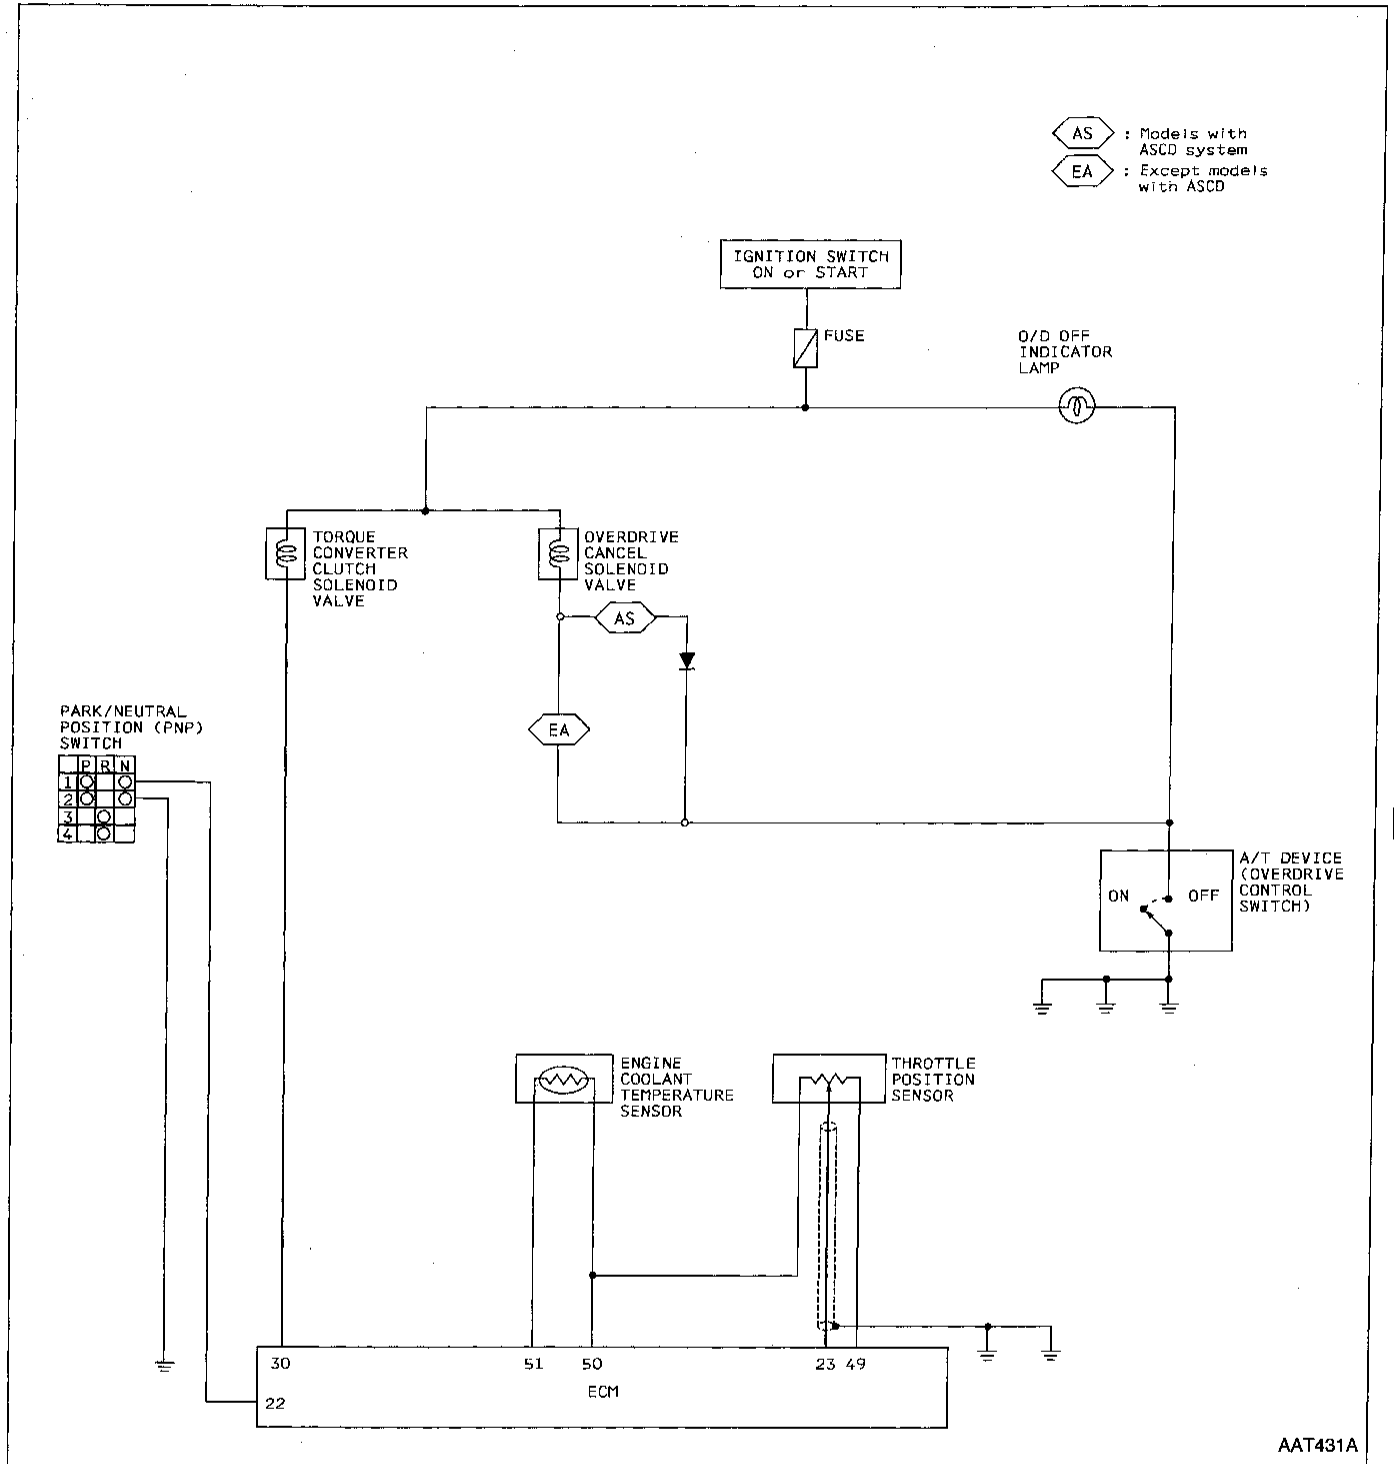 AS : Models with
ASCD system
EA : Except models
with ASCD
IGNITION SWITCH
ON or START
FUSE
O/D OFF
INDICATOR
LAMP
TORQUE
CONVERTER
CLUTCH
SOLENOID
VALVE
OVERDRIVE
CANCEL
SOLENOID
VALVE
AS
EA
PARK/NEUTRAL
POSITION (PNP)
SWITCH
P R N
1
2
3
4
A/T DEVICE
(OVERDRIVE
CONTROL
SWITCH)
ON OFF
ENGINE
COOLANT
TEMPERATURE
SENSOR
THROTTLE
POSITION
SENSOR
30 51 50 23 49
ECM
22
AAT431A